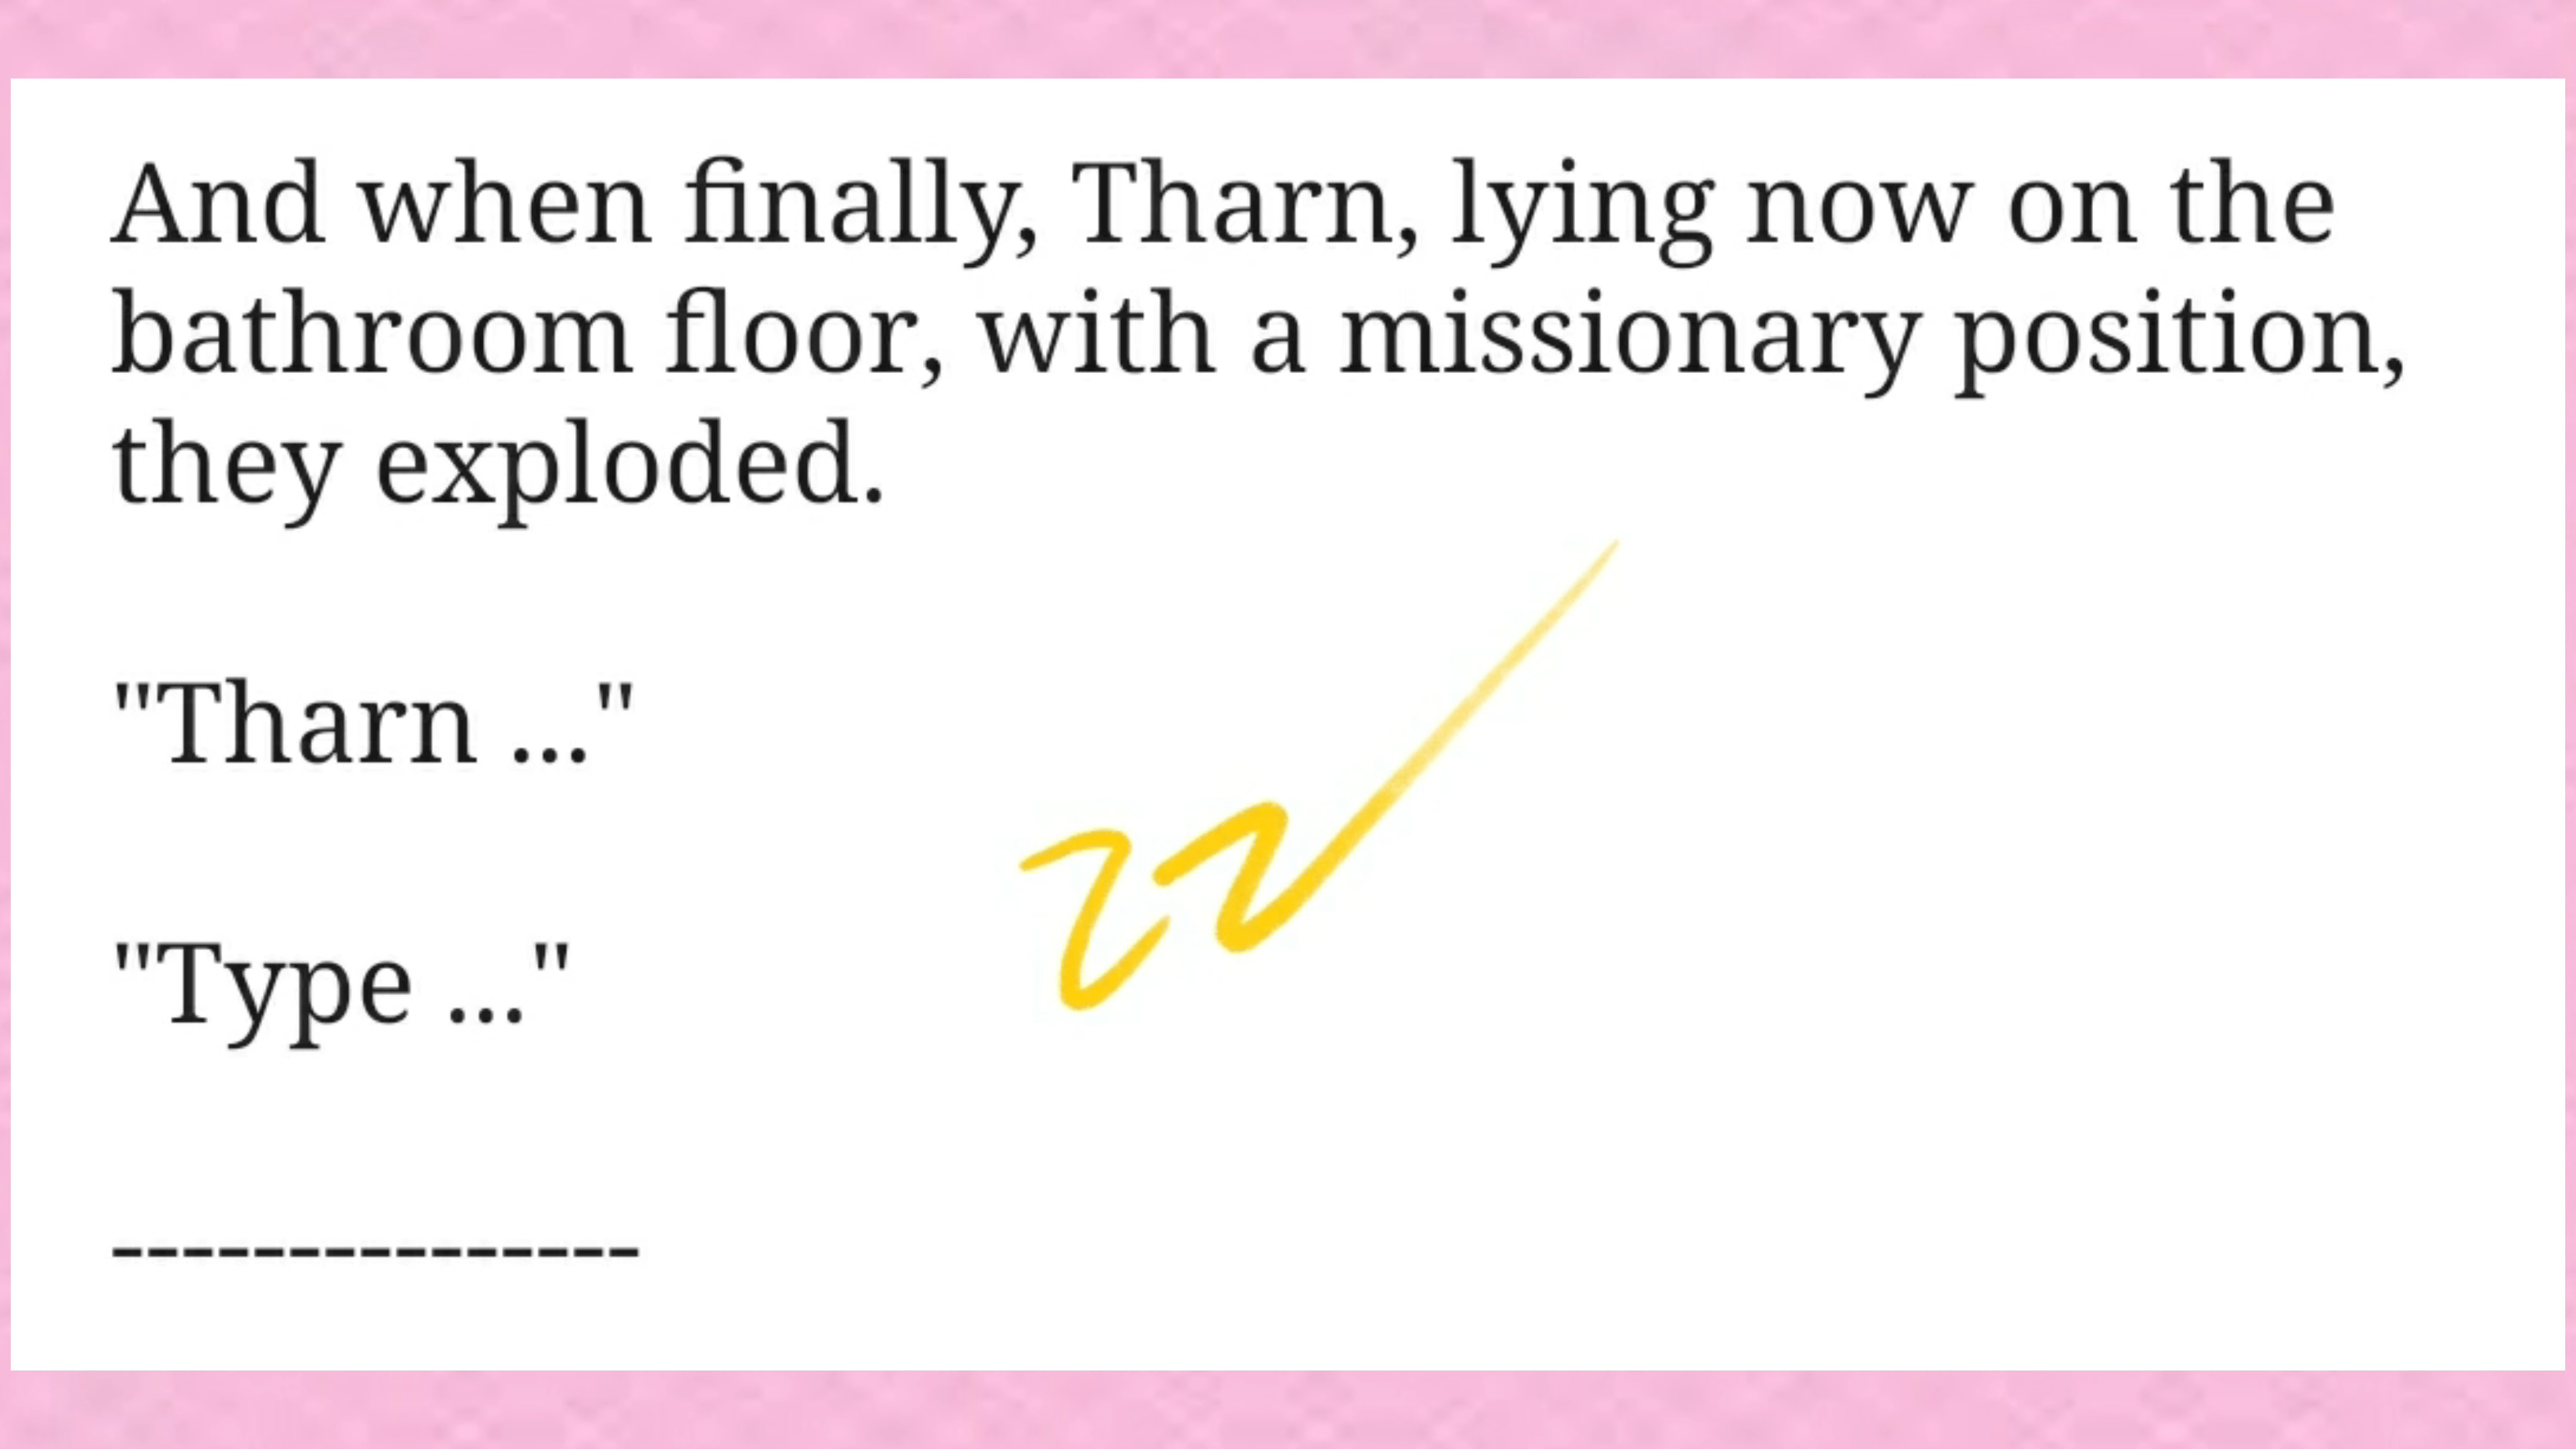 And when finally, Tharn, lying now on the
bathroom floor, with a missionary position,
they exploded.
"Tharn ..."
"Type ..."
---------------